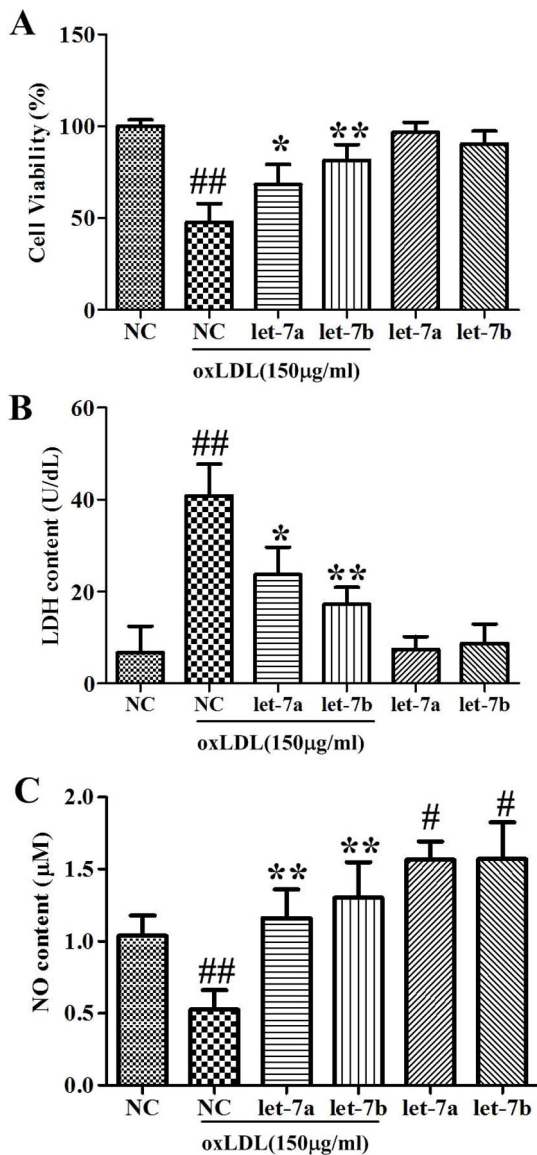 A
Cell Viability (%)
150
100
50
0
##
*
**
NC NC let-7a let-7b let-7a let-7b
oxLDL(150μg/ml)
B
LDH content (U/dL)
60
40
20
0
##
*
**
NC NC let-7a let-7b let-7a let-7b
oxLDL(150μg/ml)
C
NO content (μM)
2.0
1.5
1.0
0.5
0.0
##
**
**
#
#
NC NC let-7a let-7b let-7a let-7b
oxLDL(150μg/ml)